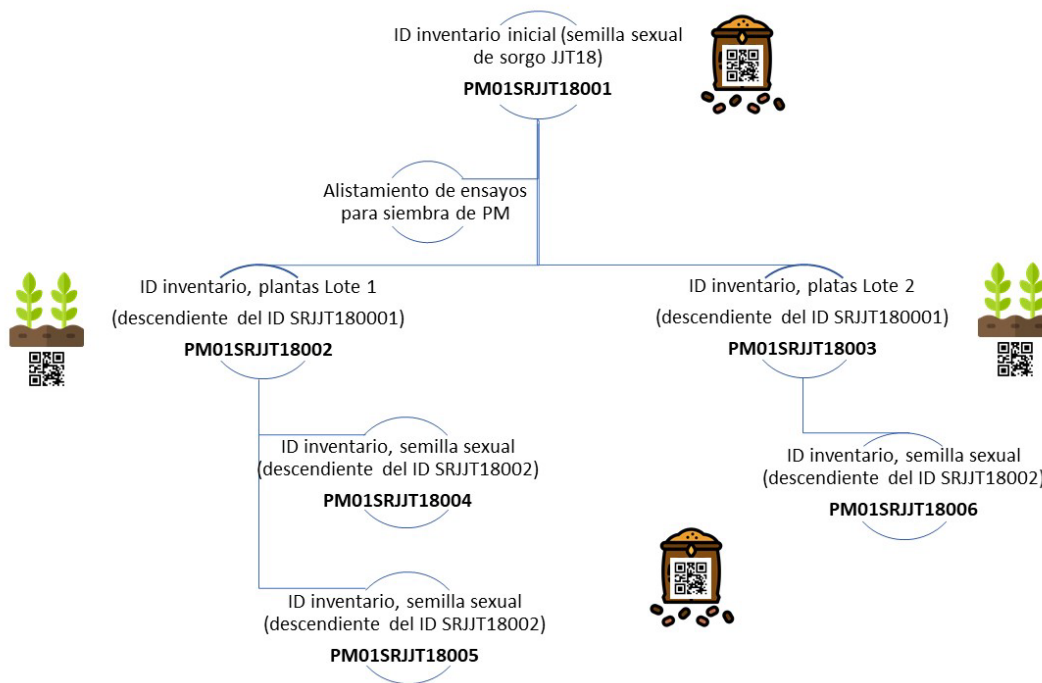 ID inventario inicial (semilla sexual
de sorgo JJT18)
PM01SRJJT18001
Alistamiento de ensayos
para siembra de PM
ID inventario, plantas Lote 1
(descendiente del ID SRJJT180001)
PM01SRJJT18002
ID inventario, platas Lote 2
(descendiente del ID SRJJT180001)
PM01SRJJT18003
ID inventario, semilla sexual
(descendiente del ID SRJJT18002)
PM01SRJJT18004
ID inventario, semilla sexual
(descendiente del ID SRJJT18002)
PM01SRJJT18006
ID inventario, semilla sexual
(descendiente del ID SRJJT18002)
PM01SRJJT18005